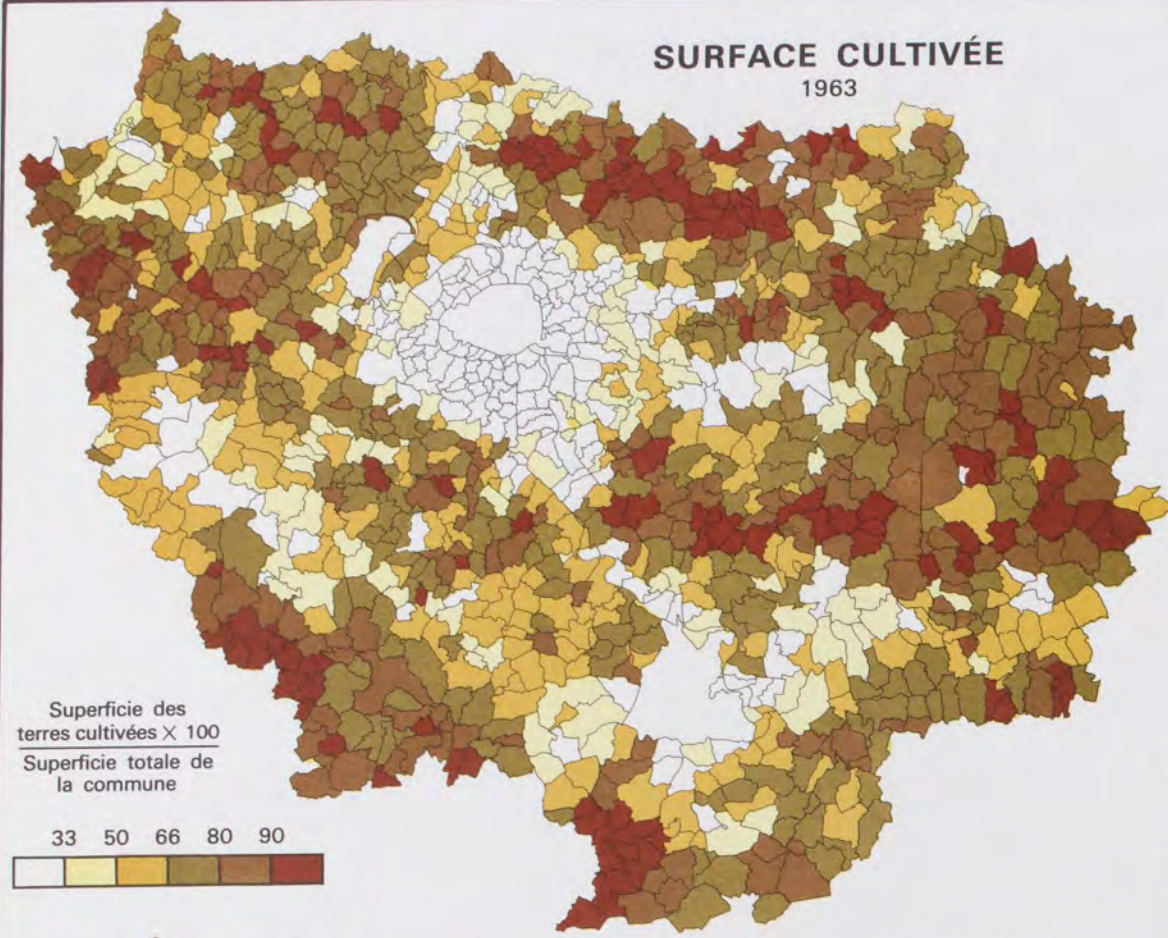 SURFACE CULTIVÉE
1963
Superficie des
terres cultivées × 100
Superficie totale de
la commune
33 50 66 80 90